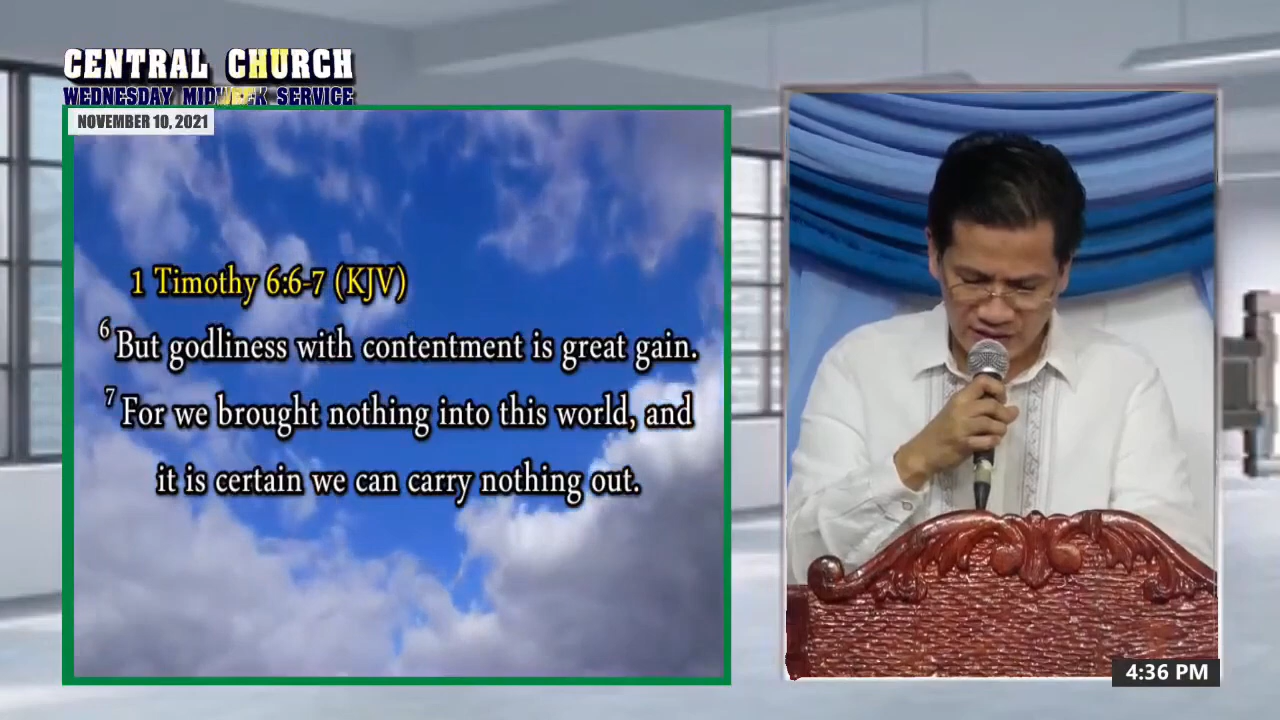 CENTRAL CHURCH
WEDNESDAY MIDWEEK SERVICE
NOVEMBER 10, 2021
1 Timothy 6:6-7 (KJV)
6 But godliness with contentment is great gain.
7 For we brought nothing into this world, and
it is certain we can carry nothing out.
4:36 PM